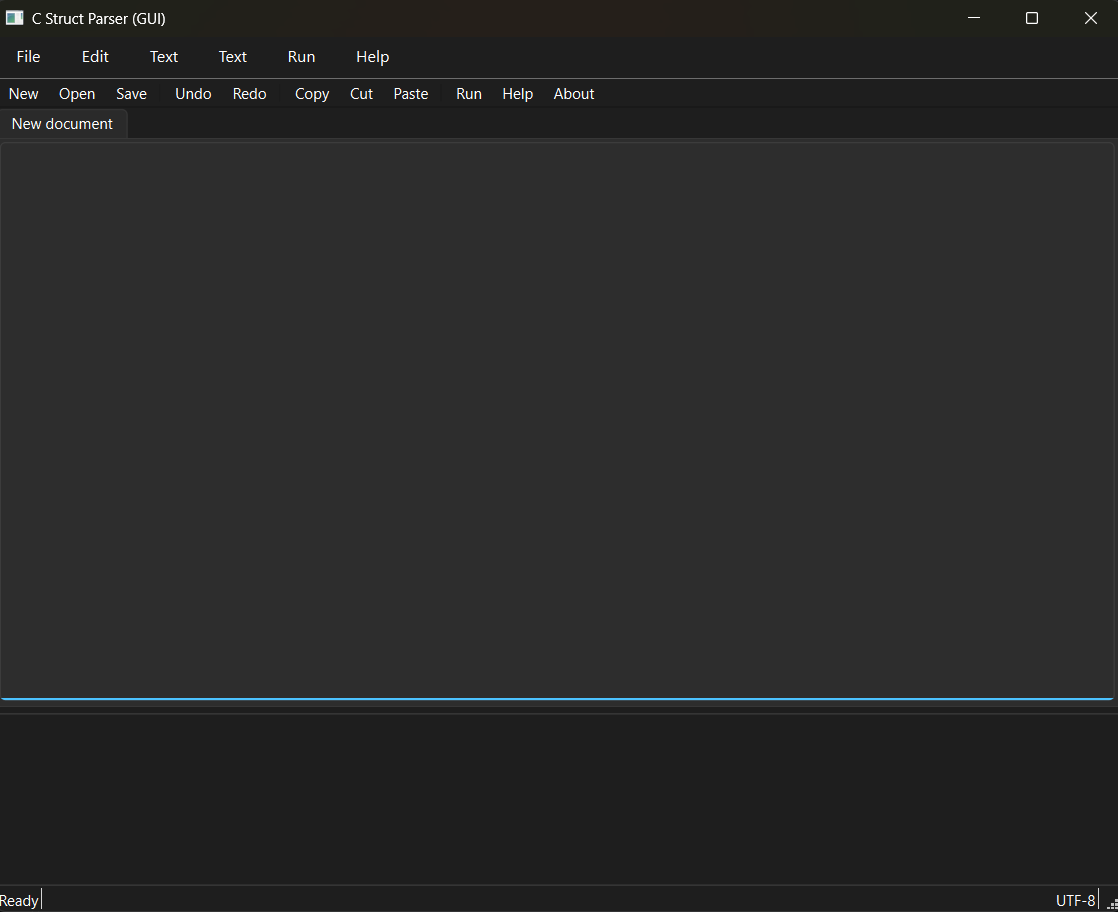 C Struct Parser (GUI)
File Edit Text Text Run Help
New Open Save Undo Redo Copy Cut Paste Run Help About
New document
Ready UTF-8